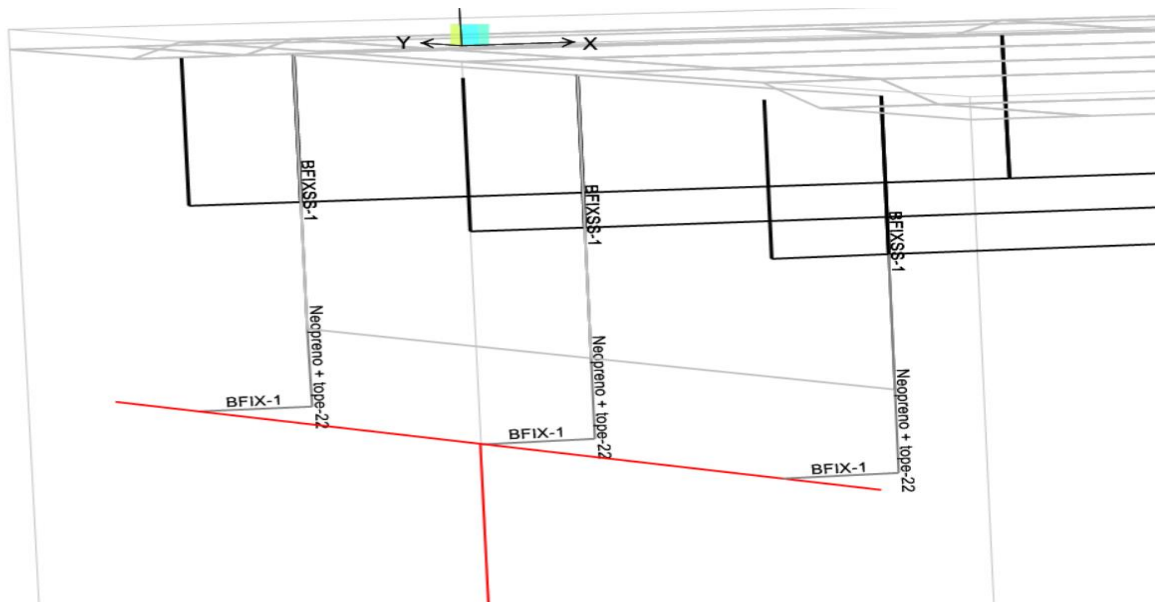 Y X
BFIXSS-1
BFIXSS-1
BFIXSS-1
Neopreno + tope-22
Neopreno + tope-22
Neopreno + tope-22
BFIX-1
BFIX-1
BFIX-1